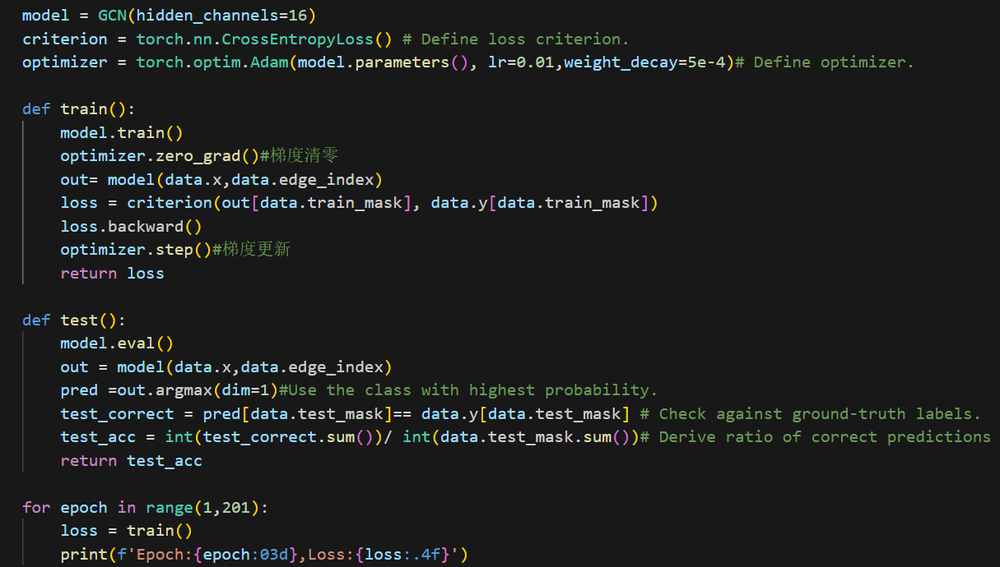 model = GCN(hidden_channels=16)
criterion = torch.nn.CrossEntropyLoss() # Define loss criterion.
optimizer = torch.optim.Adam(model.parameters(), lr=0.01,weight_decay=5e-4)# Define optimizer.
def train():
model.train()
optimizer.zero_grad()#梯度清零
out= model(data.x,data.edge_index)
loss = criterion(out[data.train_mask], data.y[data.train_mask])
loss.backward()
optimizer.step()#梯度更新
return loss
def test():
model.eval()
out = model(data.x,data.edge_index)
pred =out.argmax(dim=1)#Use the class with highest probability.
test_correct = pred[data.test_mask]== data.y[data.test_mask] # Check against ground-truth labels.
test_acc = int(test_correct.sum())/ int(data.test_mask.sum())# Derive ratio of correct predictions
return test_acc
for epoch in range(1,201):
loss = train()
print(f'Epoch:{epoch:03d},Loss:{loss:.4f}')